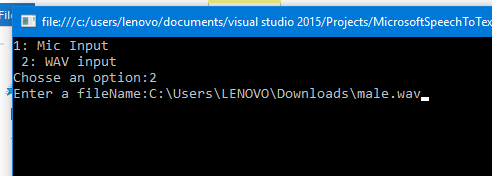 File
file:///c:/users/lenovo/documents/visual studio 2015/Projects/MicrosoftSpeechToTex
1: Mic Input
2: WAV input
Chosse an option:2
Enter a fileName:C:\Users\LENOVO\Downloads\male.wav